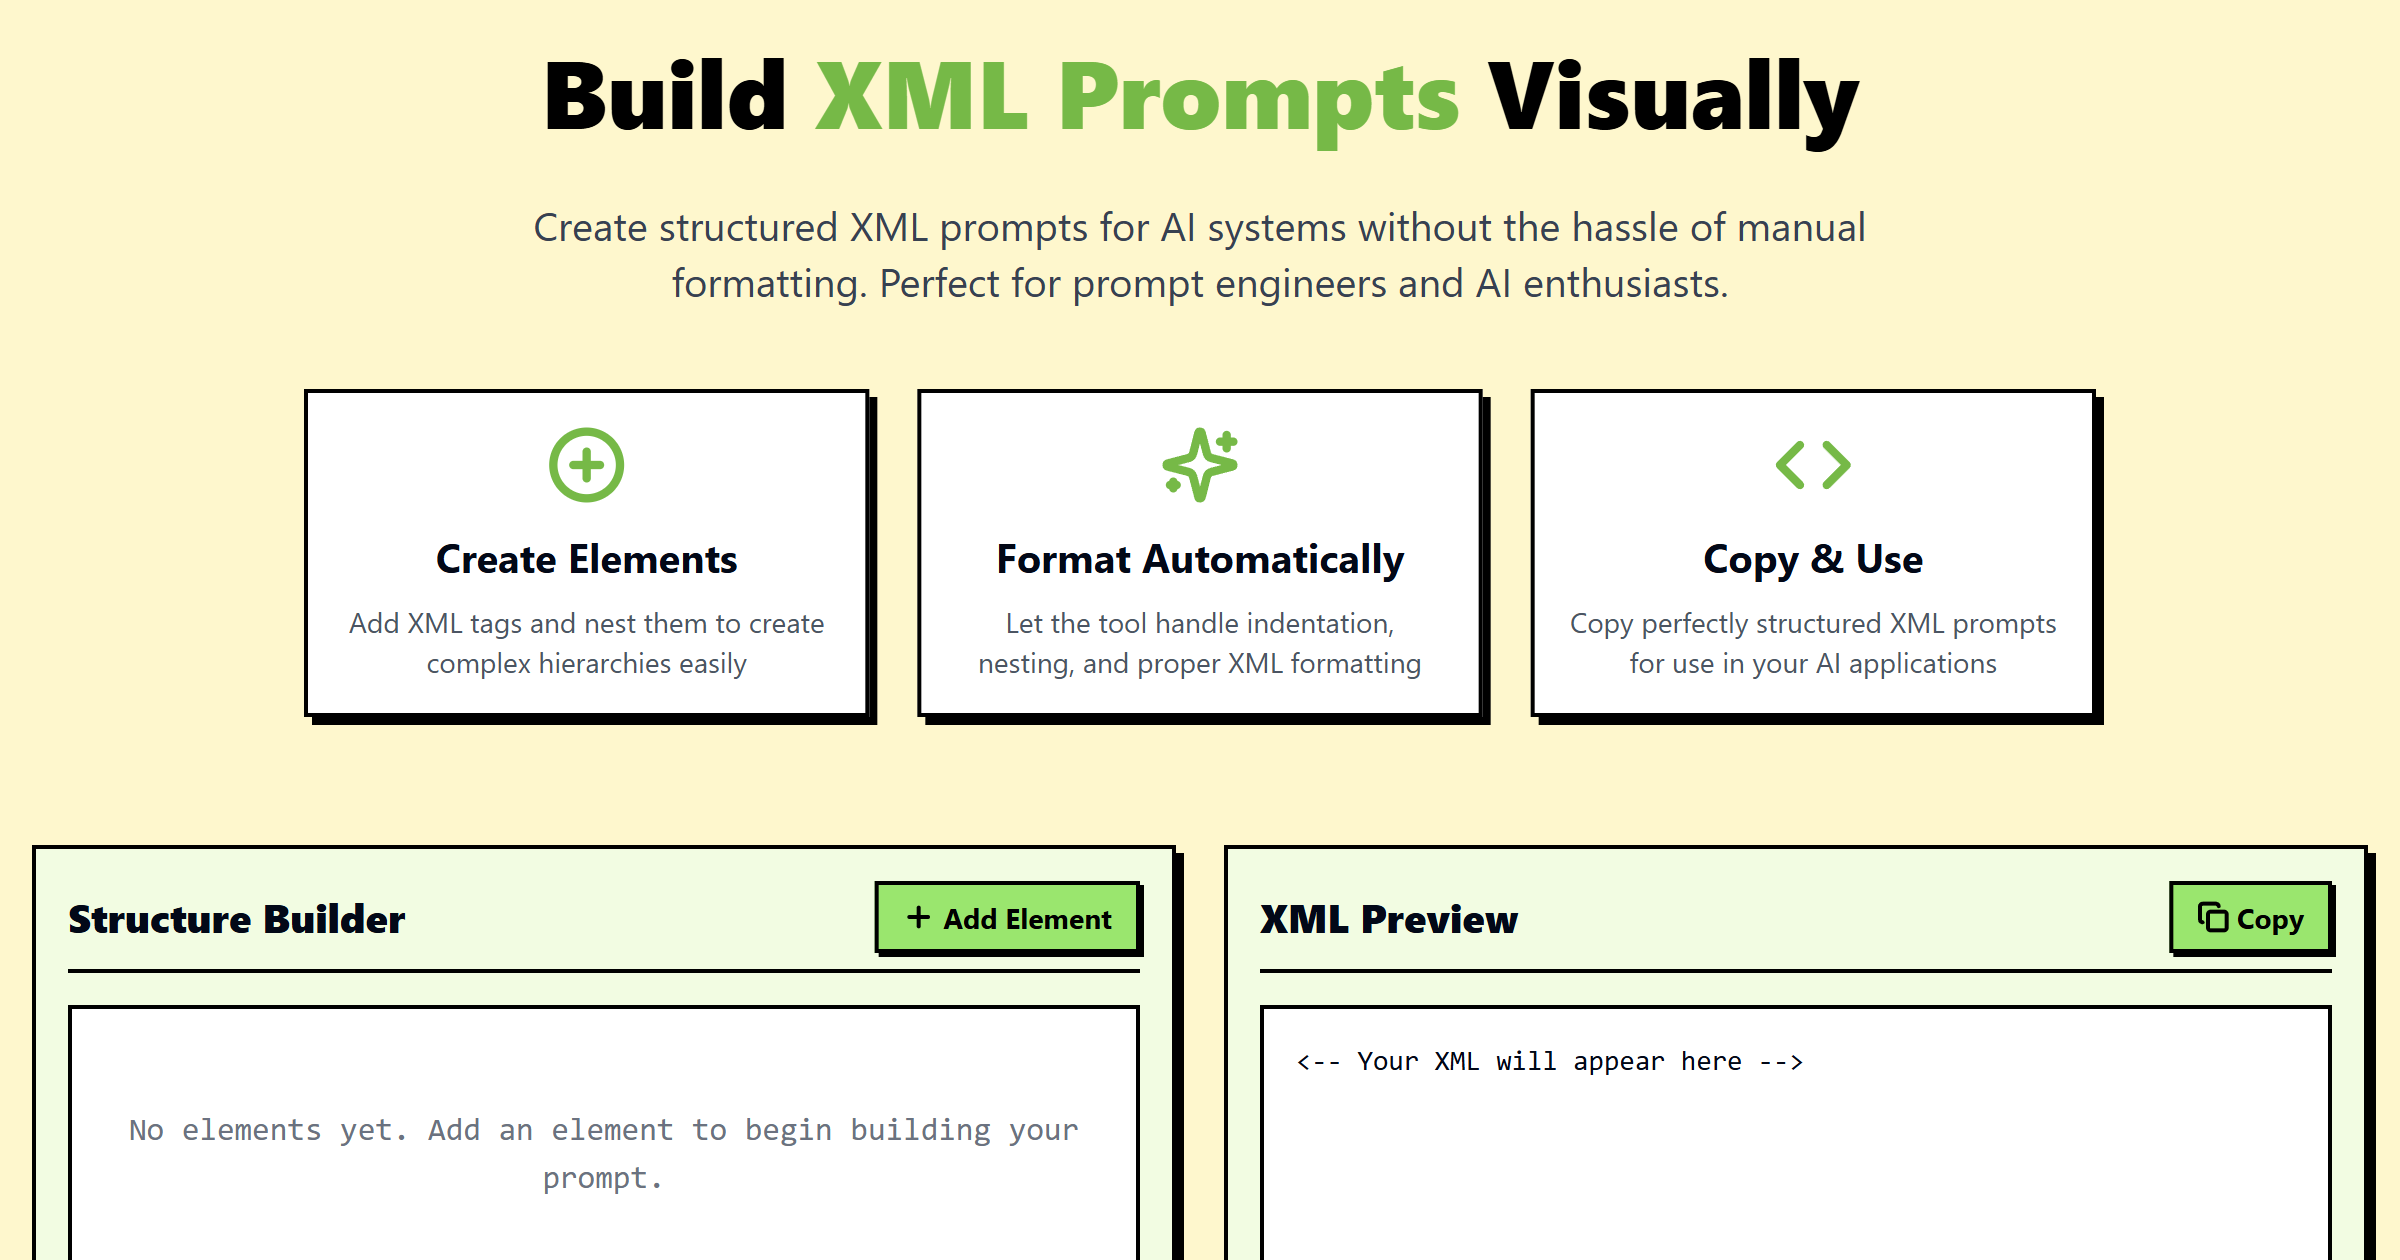 Build XML Prompts Visually
Create structured XML prompts for AI systems without the hassle of manual
formatting. Perfect for prompt engineers and AI enthusiasts.
Create Elements
Add XML tags and nest them to create
complex hierarchies easily
Format Automatically
Let the tool handle indentation,
nesting, and proper XML formatting
Copy & Use
Copy perfectly structured XML prompts
for use in your AI applications
Structure Builder
+ Add Element
No elements yet. Add an element to begin building your
prompt.
XML Preview
Copy
<-- Your XML will appear here -->